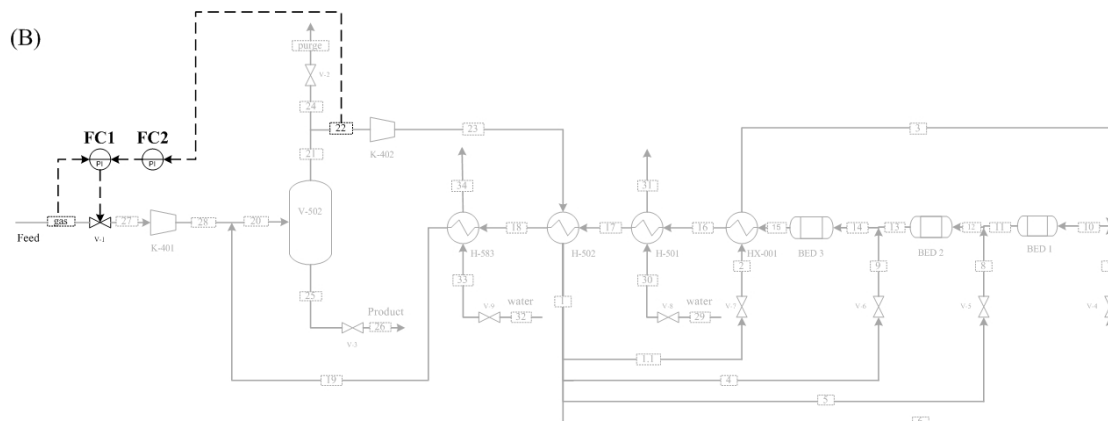 (B)
purge
V-2
24
FC1 FC2
PI PI
22
23
3
K-402
21
gas
27
28
20
V-502
34
31
Feed
V-1
K-401
18
17
16
15
14
13
12
11
10
H-583
H-502
H-501
HX-001
BED 3
BED 2
BED 1
25
33
1
30
2
9
8
Product
water
water
V-3
26
V-9
32
V-8
29
V-7
V-6
V-5
V-4
1.1
19
4
5